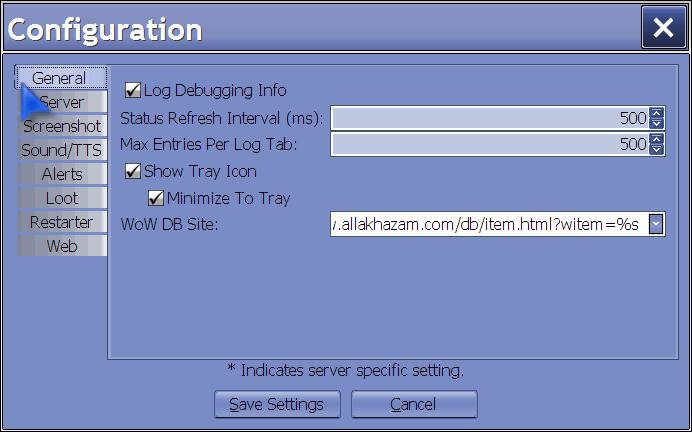 Configuration
General
Server
Screenshot
Sound/TTS
Alerts
Loot
Restarter
Web
Log Debugging Info
Status Refresh Interval (ms): 500
Max Entries Per Log Tab: 500
Show Tray Icon
Minimize To Tray
WoW DB Site: .allakhazam.com/db/item.html?witem=%s
* Indicates server specific setting.
Save Settings Cancel